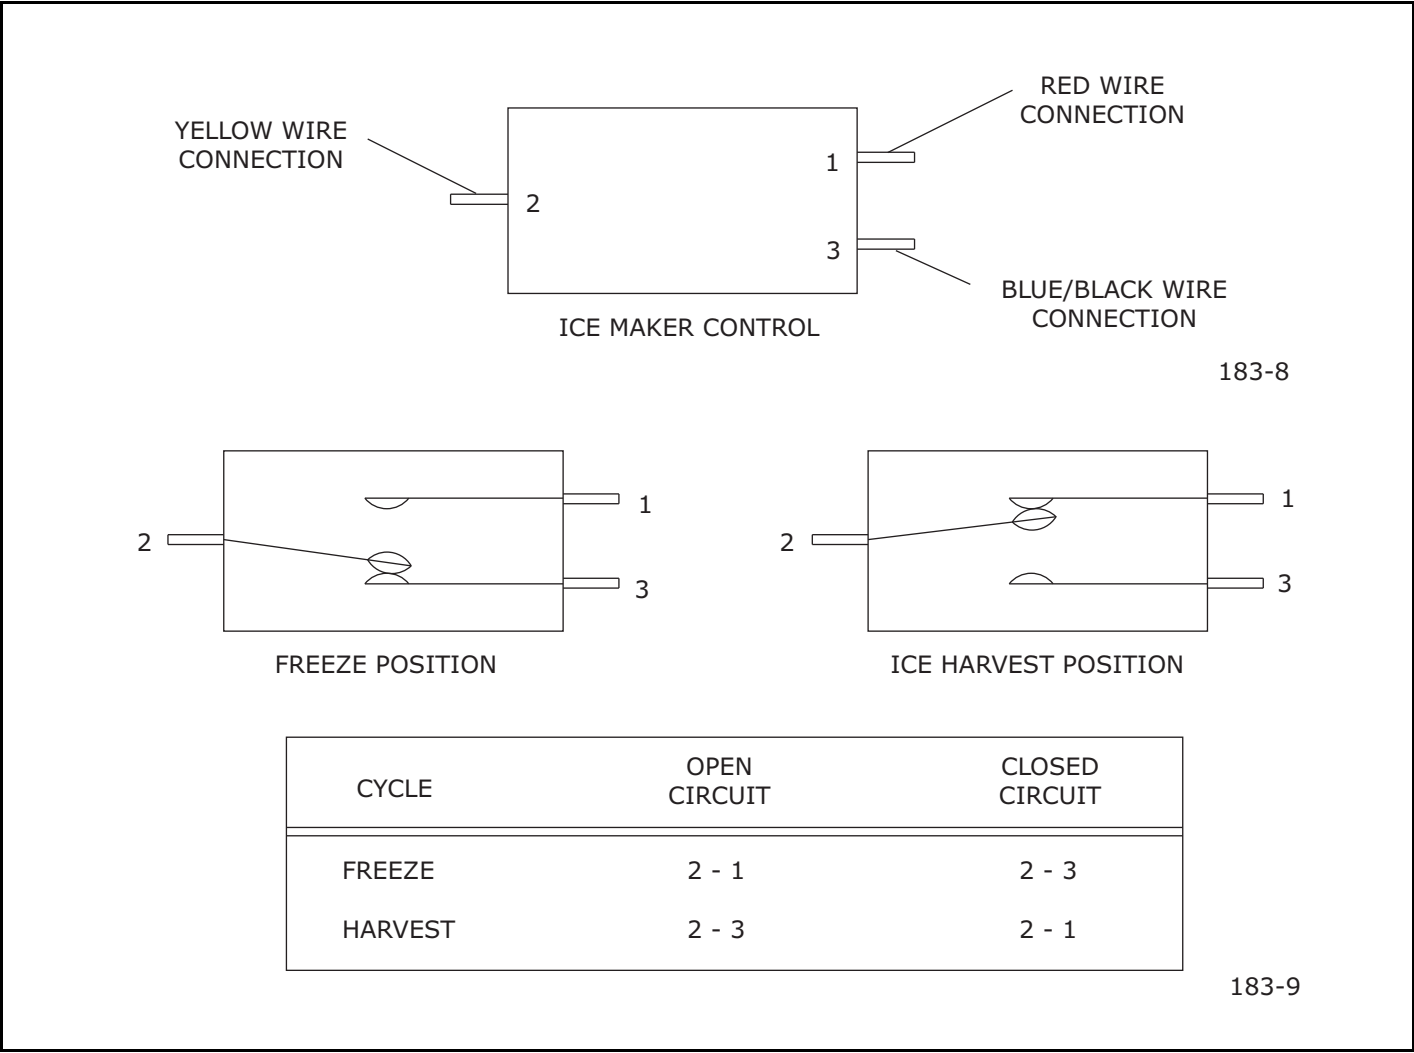 RED WIRE
CONNECTION
YELLOW WIRE
CONNECTION
1
2
3
BLUE/BLACK WIRE
CONNECTION
ICE MAKER CONTROL
183-8
1
2
3
FREEZE POSITION
1
2
3
ICE HARVEST POSITION
CYCLE
OPEN
CIRCUIT
CLOSED
CIRCUIT
FREEZE 2 - 1 2 - 3
HARVEST 2 - 3 2 - 1
183-9